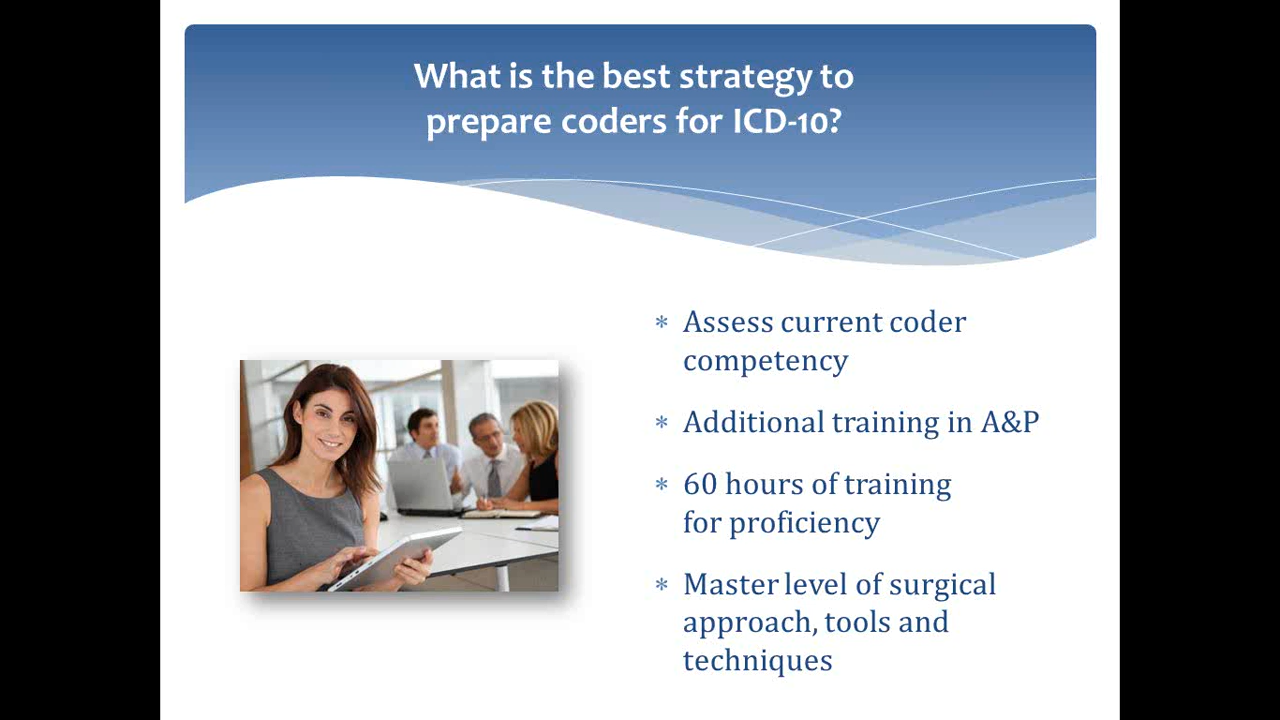 What is the best strategy to
prepare coders for ICD-10?
* Assess current coder
competency
* Additional training in A&P
* 60 hours of training
for proficiency
* Master level of surgical
approach, tools and
techniques